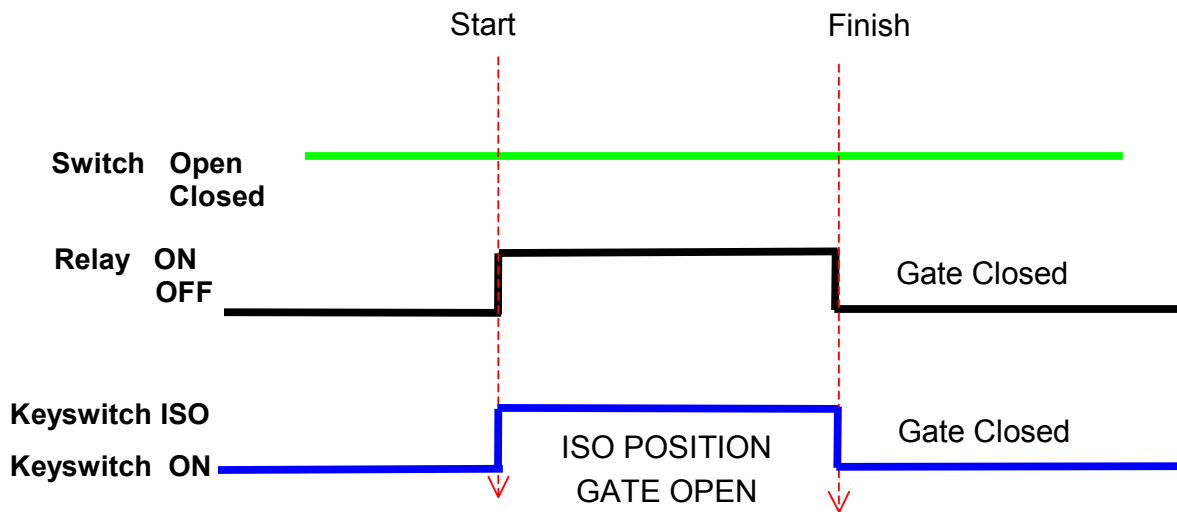 Start Finish
Switch Open
Closed
Relay ON
OFF
Gate Closed
Keyswitch ISO
Keyswitch ON
Gate Closed
ISO POSITION
GATE OPEN